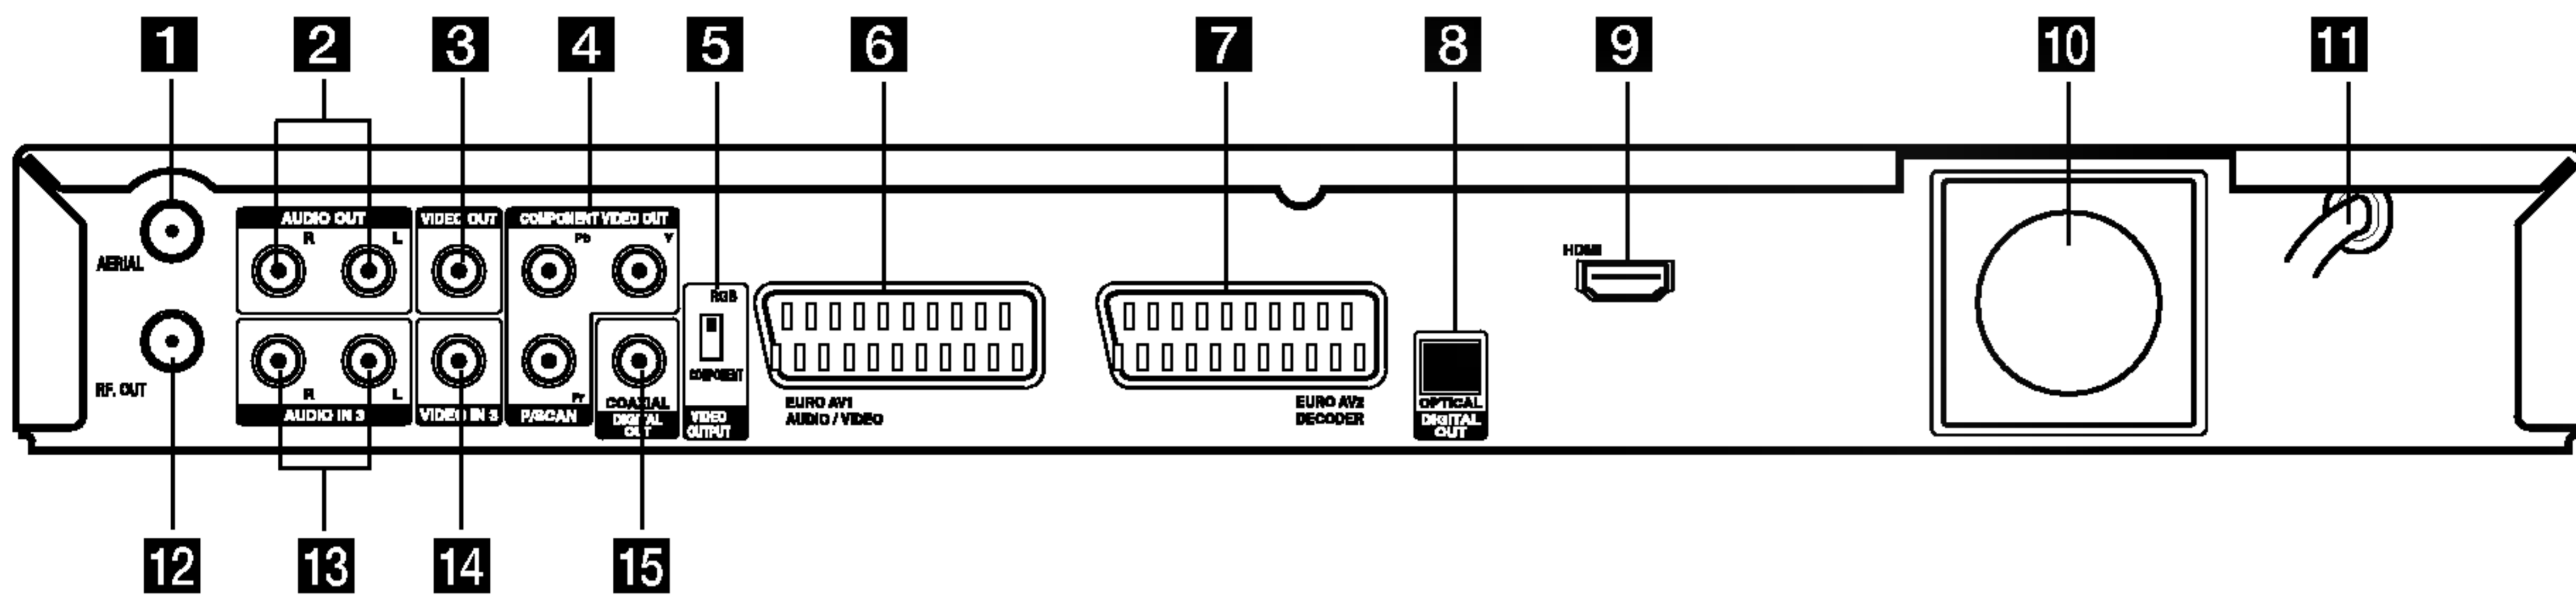 1 2 3 4 5 6 7 8 9 10 11
AUDIO OUT VIDEO OUT COMPONENT VIDEO OUT
R L Pb Y
HDMI
AERIAL
RGB
COMPONENT
RF. OUT
R L Pr
COAXIAL
EURO AV1
AUDIO / VIDEO
EURO AV2
DECODER
OPTICAL
AUDIO IN 3 VIDEO IN 3 P/SCAN
DIGITAL
OUT
VIDEO
OUTPUT
DIGITAL
OUT
12 13 14 15